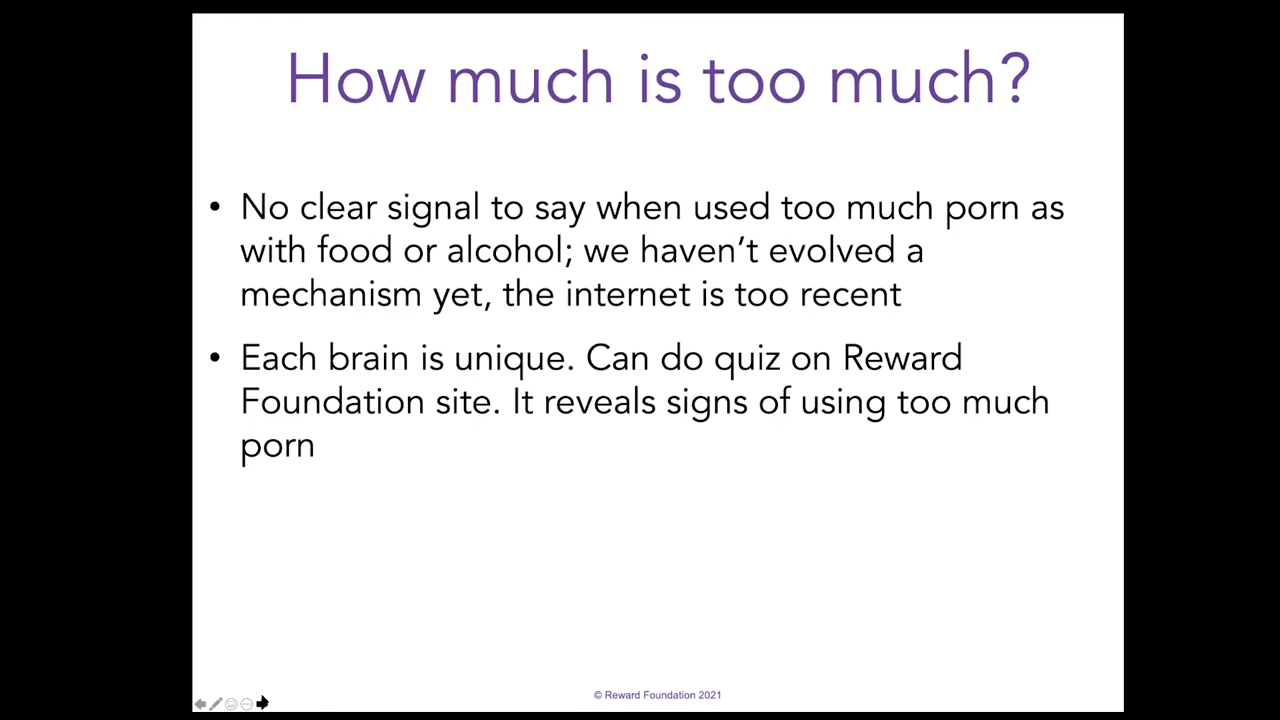 How much is too much?
• No clear signal to say when used too much porn as
with food or alcohol; we haven’t evolved a
mechanism yet, the internet is too recent
• Each brain is unique. Can do quiz on Reward
Foundation site. It reveals signs of using too much
porn
© Reward Foundation 2021